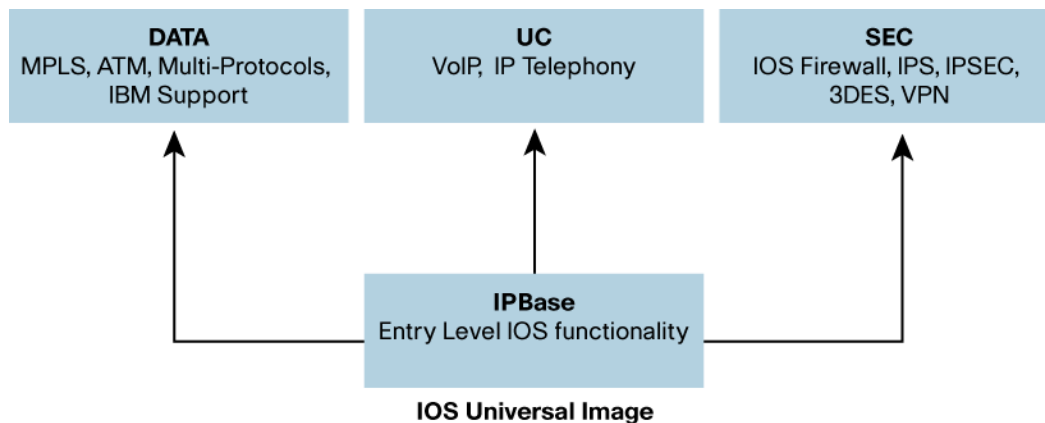 DATA
MPLS, ATM, Multi-Protocols,
IBM Support
UC
VoIP, IP Telephony
SEC
IOS Firewall, IPS, IPSEC,
3DES, VPN
IPBase
Entry Level IOS functionality
IOS Universal Image